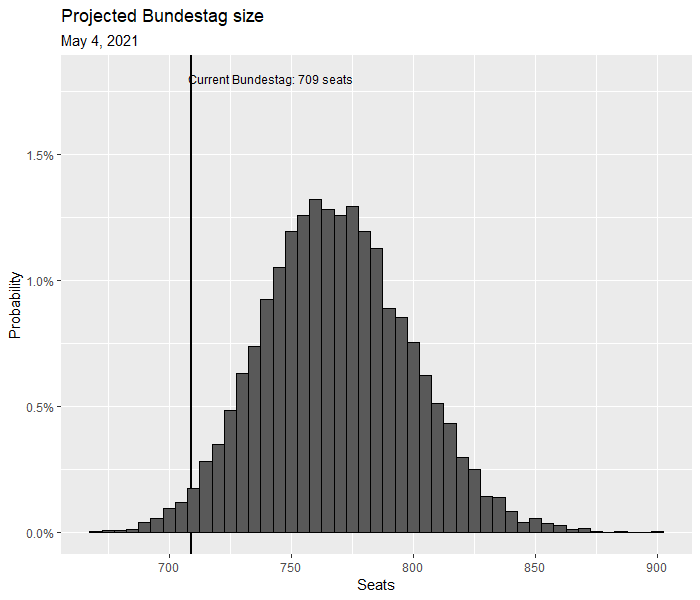 Projected Bundestag size
May 4, 2021
Current Bundestag: 709 seats
1.5%
1.0%
0.5%
0.0%
Probability
700 750 800 850 900
Seats